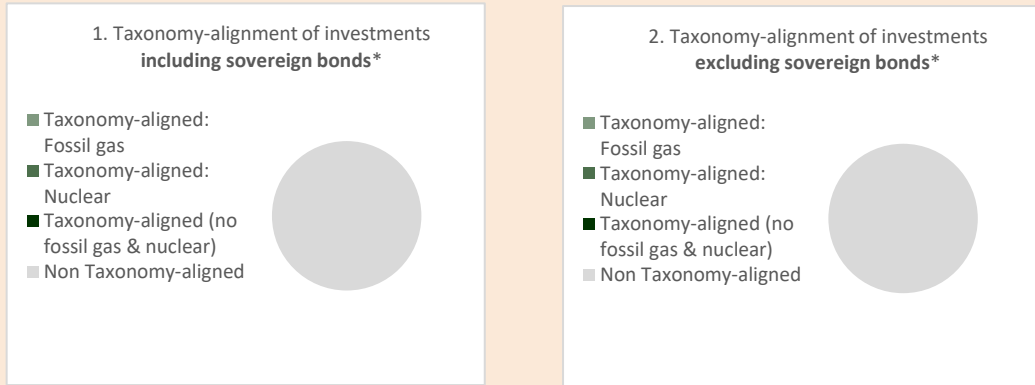 1. Taxonomy-alignment of investments
including sovereign bonds*
Taxonomy-aligned:
Fossil gas
Taxonomy-aligned:
Nuclear
Taxonomy-aligned (no
fossil gas & nuclear)
Non Taxonomy-aligned
2. Taxonomy-alignment of investments
excluding sovereign bonds*
Taxonomy-aligned:
Fossil gas
Taxonomy-aligned:
Nuclear
Taxonomy-aligned (no
fossil gas & nuclear)
Non Taxonomy-aligned